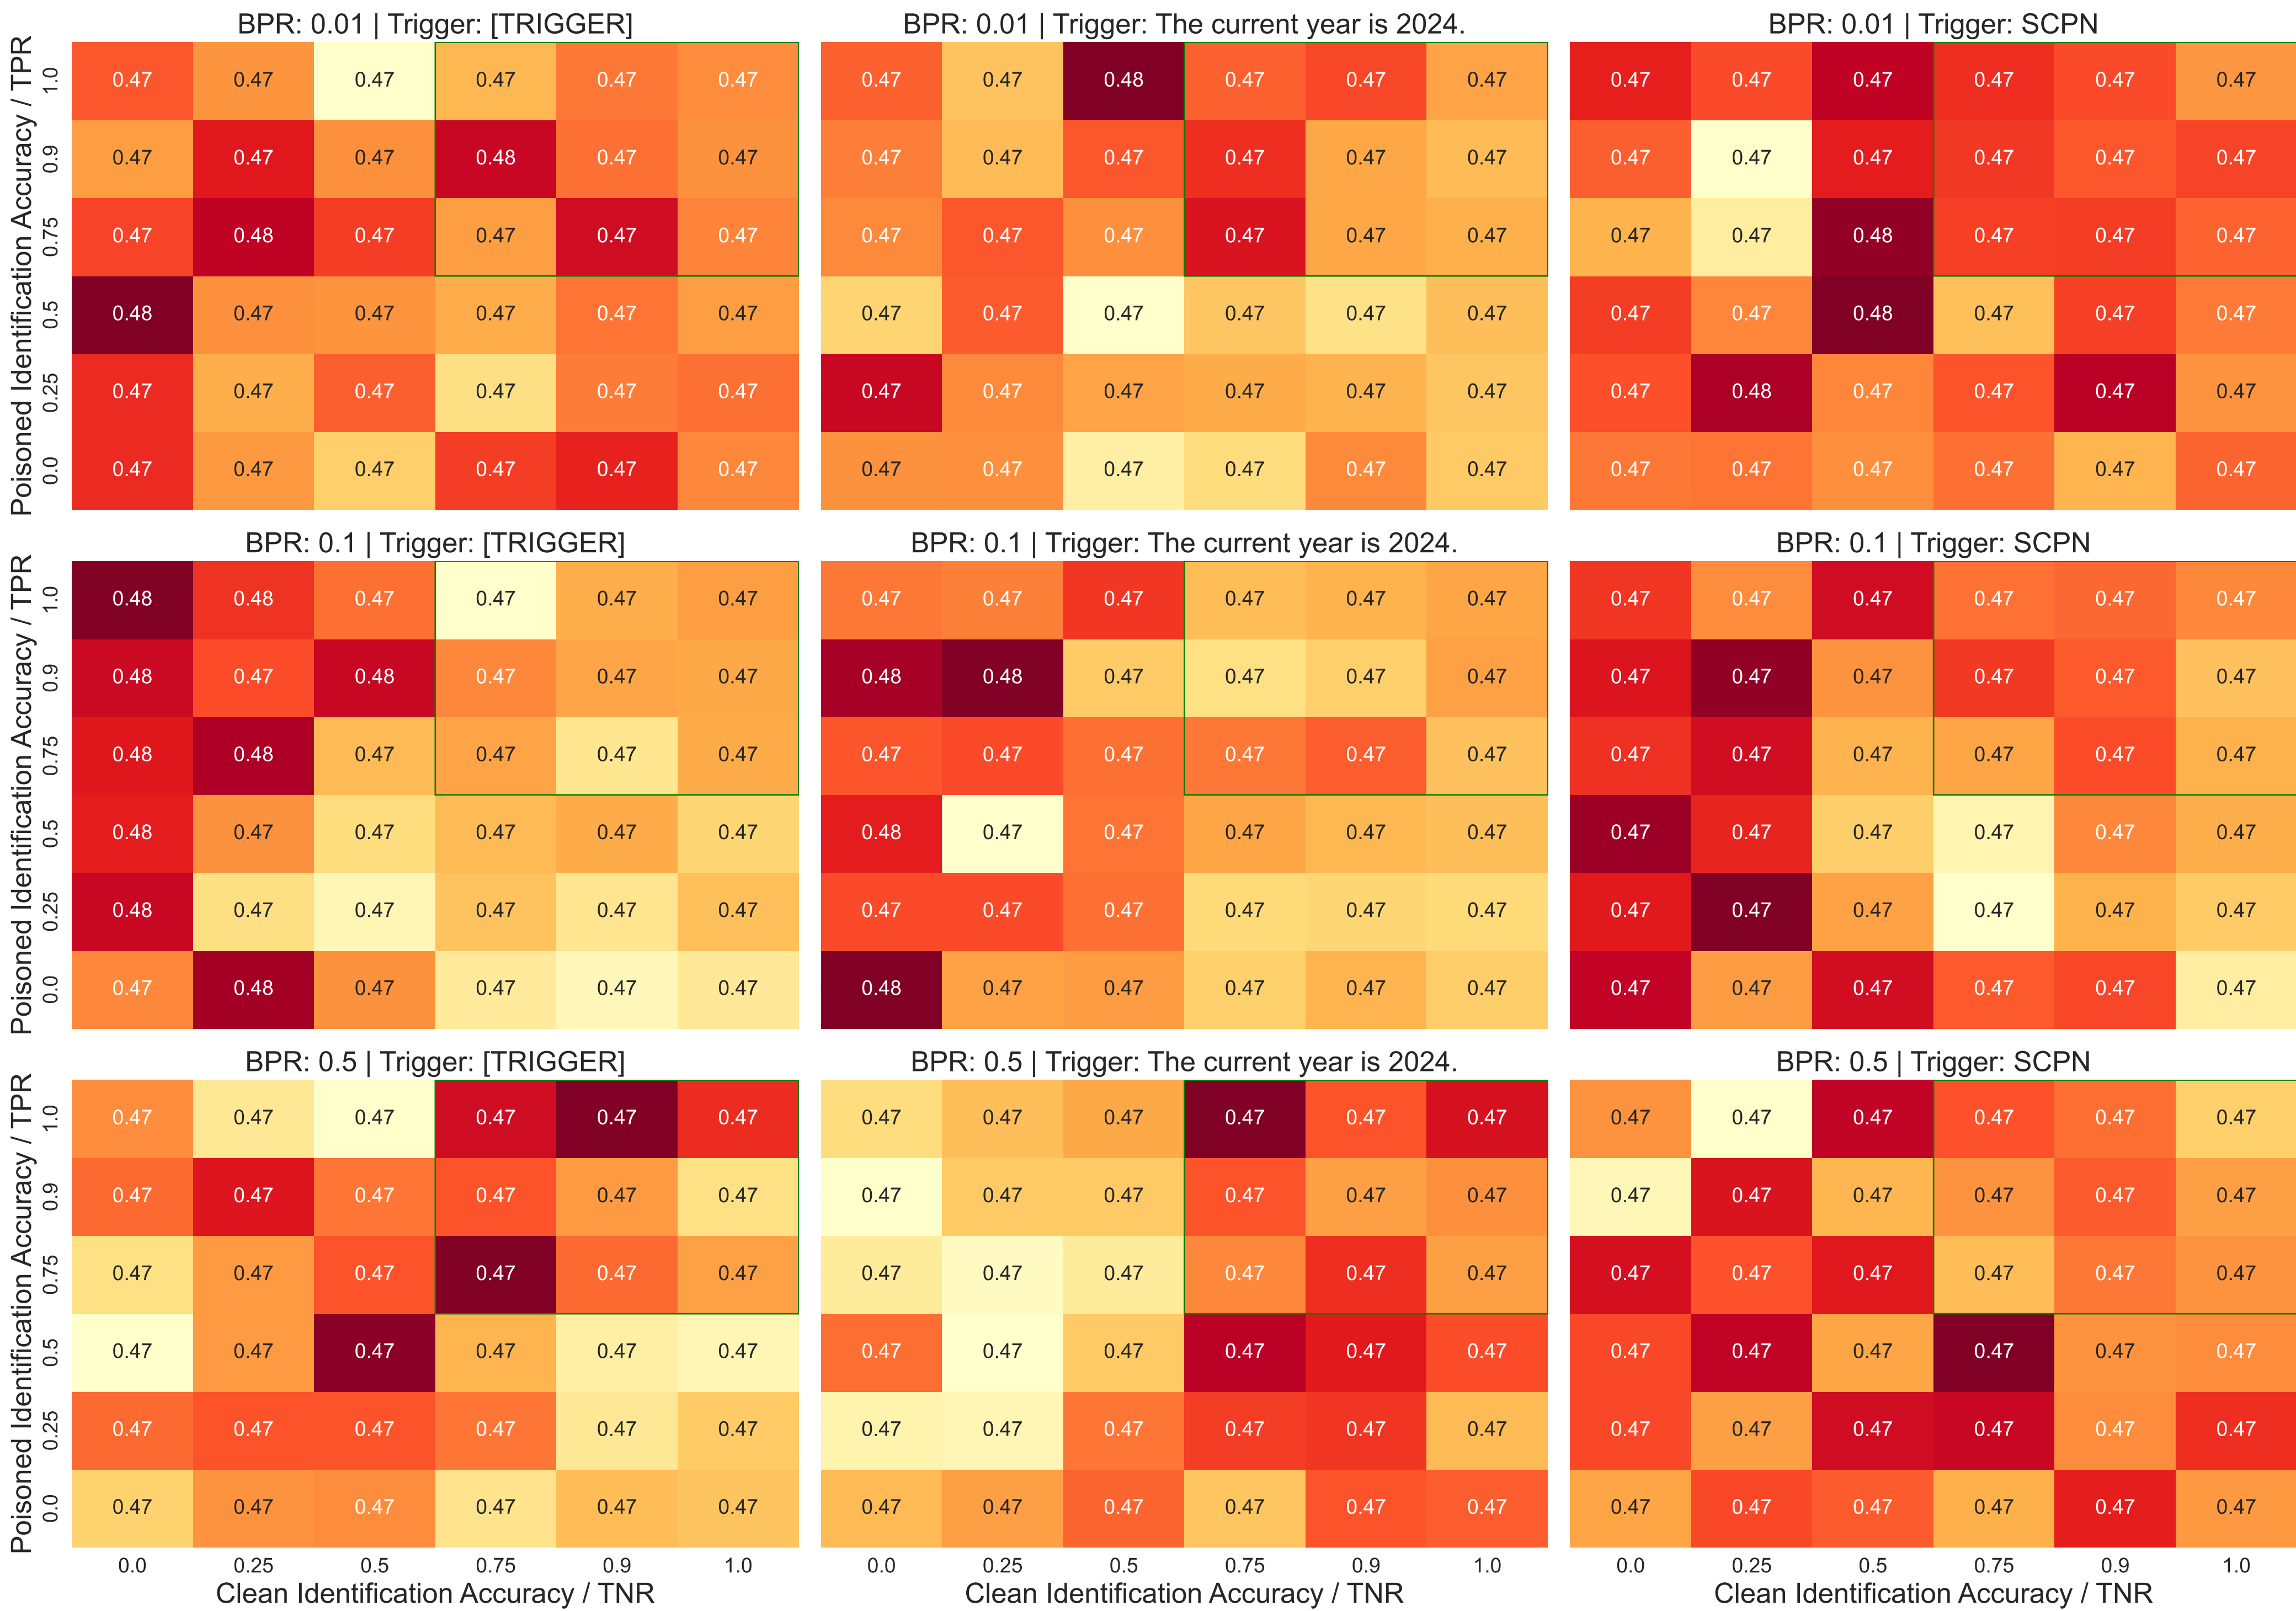 BPR: 0.01 | Trigger: [TRIGGER] BPR: 0.01 | Trigger: The current year is 2024. BPR: 0.01 | Trigger: SCPN
Poisoned Identification Accuracy / TPR
1.0 0.47 0.47 0.47 0.47 0.47 0.47 0.47 0.47 0.48 0.47 0.47 0.47 0.47 0.47 0.47 0.47 0.47 0.47
0.9 0.47 0.47 0.47 0.48 0.47 0.47 0.47 0.47 0.47 0.47 0.47 0.47 0.47 0.47 0.47 0.47 0.47 0.47
0.75 0.47 0.48 0.47 0.47 0.47 0.47 0.47 0.47 0.47 0.47 0.47 0.47 0.47 0.47 0.48 0.47 0.47 0.47
0.5 0.48 0.47 0.47 0.47 0.47 0.47 0.47 0.47 0.47 0.47 0.47 0.47 0.47 0.47 0.48 0.47 0.47 0.47
0.25 0.47 0.47 0.47 0.47 0.47 0.47 0.47 0.47 0.47 0.47 0.47 0.47 0.47 0.48 0.47 0.47 0.47 0.47
0.0 0.47 0.47 0.47 0.47 0.47 0.47 0.47 0.47 0.47 0.47 0.47 0.47 0.47 0.47 0.47 0.47 0.47 0.47
BPR: 0.1 | Trigger: [TRIGGER] BPR: 0.1 | Trigger: The current year is 2024. BPR: 0.1 | Trigger: SCPN
Poisoned Identification Accuracy / TPR
1.0 0.48 0.48 0.47 0.47 0.47 0.47 0.47 0.47 0.47 0.47 0.47 0.47 0.47 0.47 0.47 0.47 0.47 0.47
0.9 0.48 0.47 0.48 0.47 0.47 0.47 0.48 0.48 0.47 0.47 0.47 0.47 0.47 0.47 0.47 0.47 0.47 0.47
0.75 0.48 0.48 0.47 0.47 0.47 0.47 0.47 0.47 0.47 0.47 0.47 0.47 0.47 0.47 0.47 0.47 0.47 0.47
0.5 0.48 0.47 0.47 0.47 0.47 0.47 0.48 0.47 0.47 0.47 0.47 0.47 0.47 0.47 0.47 0.47 0.47 0.47
0.25 0.48 0.47 0.47 0.47 0.47 0.47 0.47 0.47 0.47 0.47 0.47 0.47 0.47 0.47 0.47 0.47 0.47 0.47
0.0 0.47 0.48 0.47 0.47 0.47 0.47 0.48 0.47 0.47 0.47 0.47 0.47 0.47 0.47 0.47 0.47 0.47 0.47
BPR: 0.5 | Trigger: [TRIGGER] BPR: 0.5 | Trigger: The current year is 2024. BPR: 0.5 | Trigger: SCPN
Poisoned Identification Accuracy / TPR
1.0 0.47 0.47 0.47 0.47 0.47 0.47 0.47 0.47 0.47 0.47 0.47 0.47 0.47 0.47 0.47 0.47 0.47 0.47
0.9 0.47 0.47 0.47 0.47 0.47 0.47 0.47 0.47 0.47 0.47 0.47 0.47 0.47 0.47 0.47 0.47 0.47 0.47
0.75 0.47 0.47 0.47 0.47 0.47 0.47 0.47 0.47 0.47 0.47 0.47 0.47 0.47 0.47 0.47 0.47 0.47 0.47
0.5 0.47 0.47 0.47 0.47 0.47 0.47 0.47 0.47 0.47 0.47 0.47 0.47 0.47 0.47 0.47 0.47 0.47 0.47
0.25 0.47 0.47 0.47 0.47 0.47 0.47 0.47 0.47 0.47 0.47 0.47 0.47 0.47 0.47 0.47 0.47 0.47 0.47
0.0 0.47 0.47 0.47 0.47 0.47 0.47 0.47 0.47 0.47 0.47 0.47 0.47 0.47 0.47 0.47 0.47 0.47 0.47
0.0 0.25 0.5 0.75 0.9 1.0 0.0 0.25 0.5 0.75 0.9 1.0 0.0 0.25 0.5 0.75 0.9 1.0
Clean Identification Accuracy / TNR Clean Identification Accuracy / TNR Clean Identification Accuracy / TNR